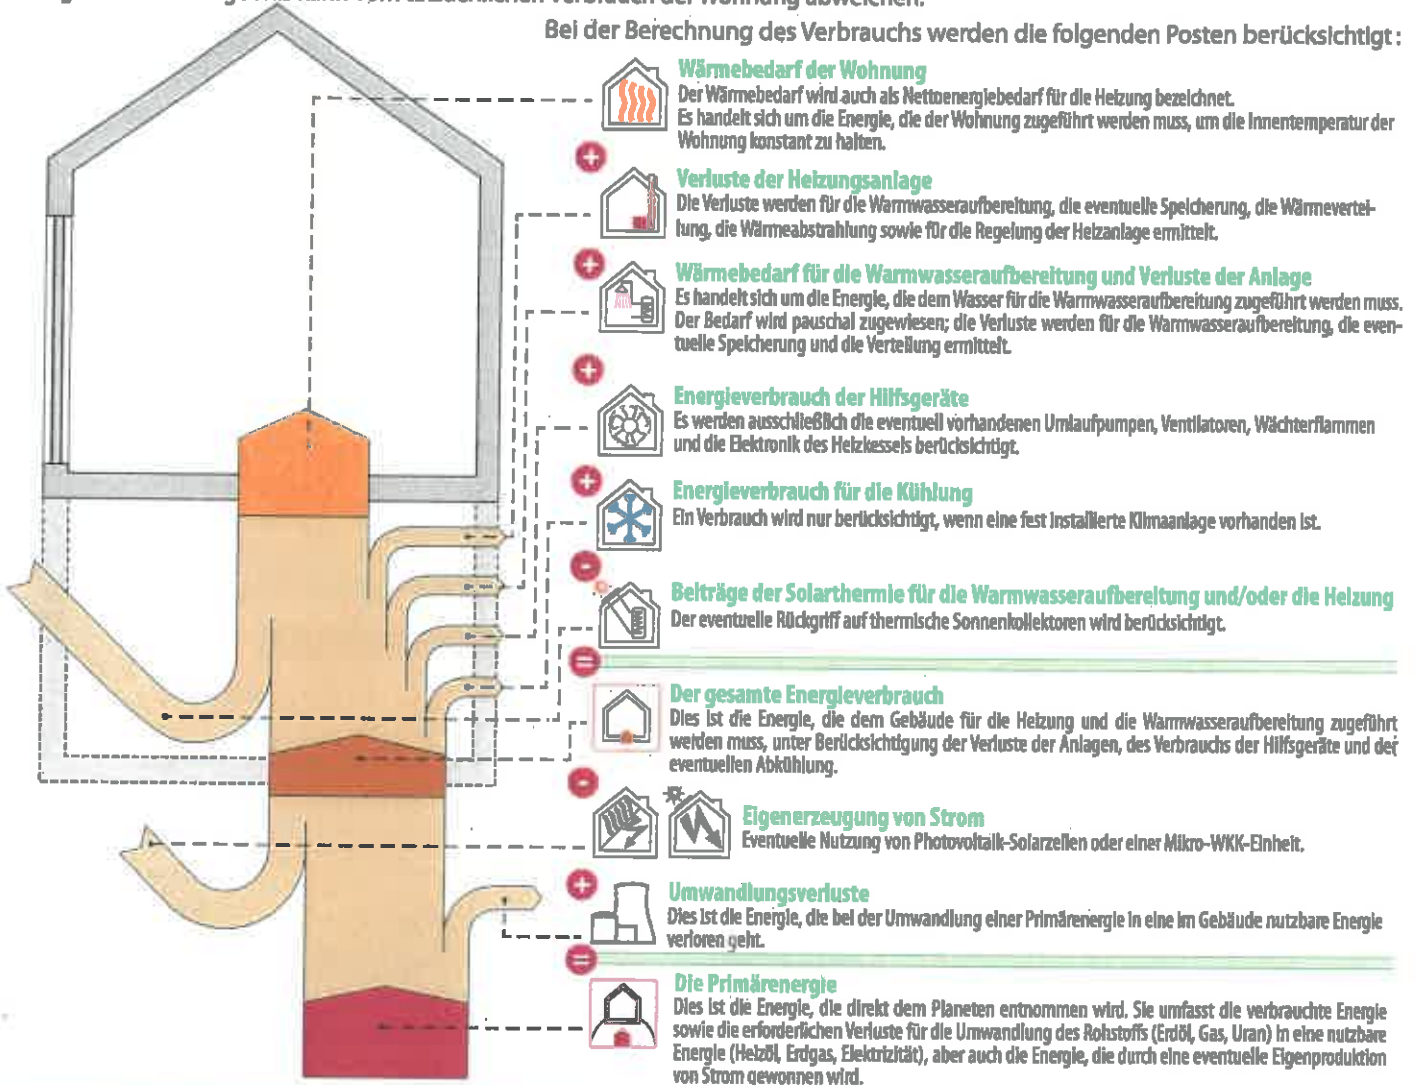 Bei der Berechnung des Verbrauchs werden die folgenden Posten berücksichtigt:
Wärmebedarf der Wohnung
Der Wärmebedarf wird auch als Nettoenergiebedarf für die Heizung bezeichnet.
Es handelt sich um die Energie, die der Wohnung zugeführt werden muss, um die Innentemperatur der
Wohnung konstant zu halten.
+
Verluste der Heizungsanlage
Die Verluste werden für die Warmwasseraufbereitung, die eventuelle Speicherung, die Wärmevertei-
lung, die Wärmeabstrahlung sowie für die Regelung der Heizanlage ermittelt.
+
Wärmebedarf für die Warmwasseraufbereitung und Verluste der Anlage
Es handelt sich um die Energie, die dem Wasser für die Warmwasseraufbereitung zugeführt werden muss.
Der Bedarf wird pauschal zugewiesen; die Verluste werden für die Warmwasseraufbereitung, die even-
tuelle Speicherung und die Verteilung ermittelt.
+
Energieverbrauch der Hilfsgeräte
Es werden ausschließlich die eventuell vorhandenen Umlaufpumpen, Ventilatoren, Wächterflammen
und die Elektronik des Heizkessels berücksichtigt.
+
Energieverbrauch für die Kühlung
Ein Verbrauch wird nur berücksichtigt, wenn eine fest installierte Klimaanlage vorhanden ist.
-
Beiträge der Solarthermie für die Warmwasseraufbereitung und/oder die Heizung
Der eventuelle Rückgriff auf thermische Sonnenkollektoren wird berücksichtigt.
=
Der gesamte Energieverbrauch
Dies ist die Energie, die dem Gebäude für die Heizung und die Warmwasseraufbereitung zugeführt
werden muss, unter Berücksichtigung der Verluste der Anlagen, des Verbrauchs der Hilfsgeräte und der
eventuellen Abkühlung.
-
Eigenerzeugung von Strom
Eventuelle Nutzung von Photovoltaik-Solarzellen oder einer Mikro-WKK-Einheit.
+
Umwandlungsverluste
Dies ist die Energie, die bei der Umwandlung einer Primärenergie in eine im Gebäude nutzbare Energie
verloren geht.
=
Die Primärenergie
Dies ist die Energie, die direkt dem Planeten entnommen wird. Sie umfasst die verbrauchte Energie
sowie die erforderlichen Verluste für die Umwandlung des Rohstoffs (Erdöl, Gas, Uran) in eine nutzbare
Energie (Heizöl, Erdgas, Elektrizität), aber auch die Energie, die durch eine eventuelle Eigenproduktion
von Strom gewonnen wird.